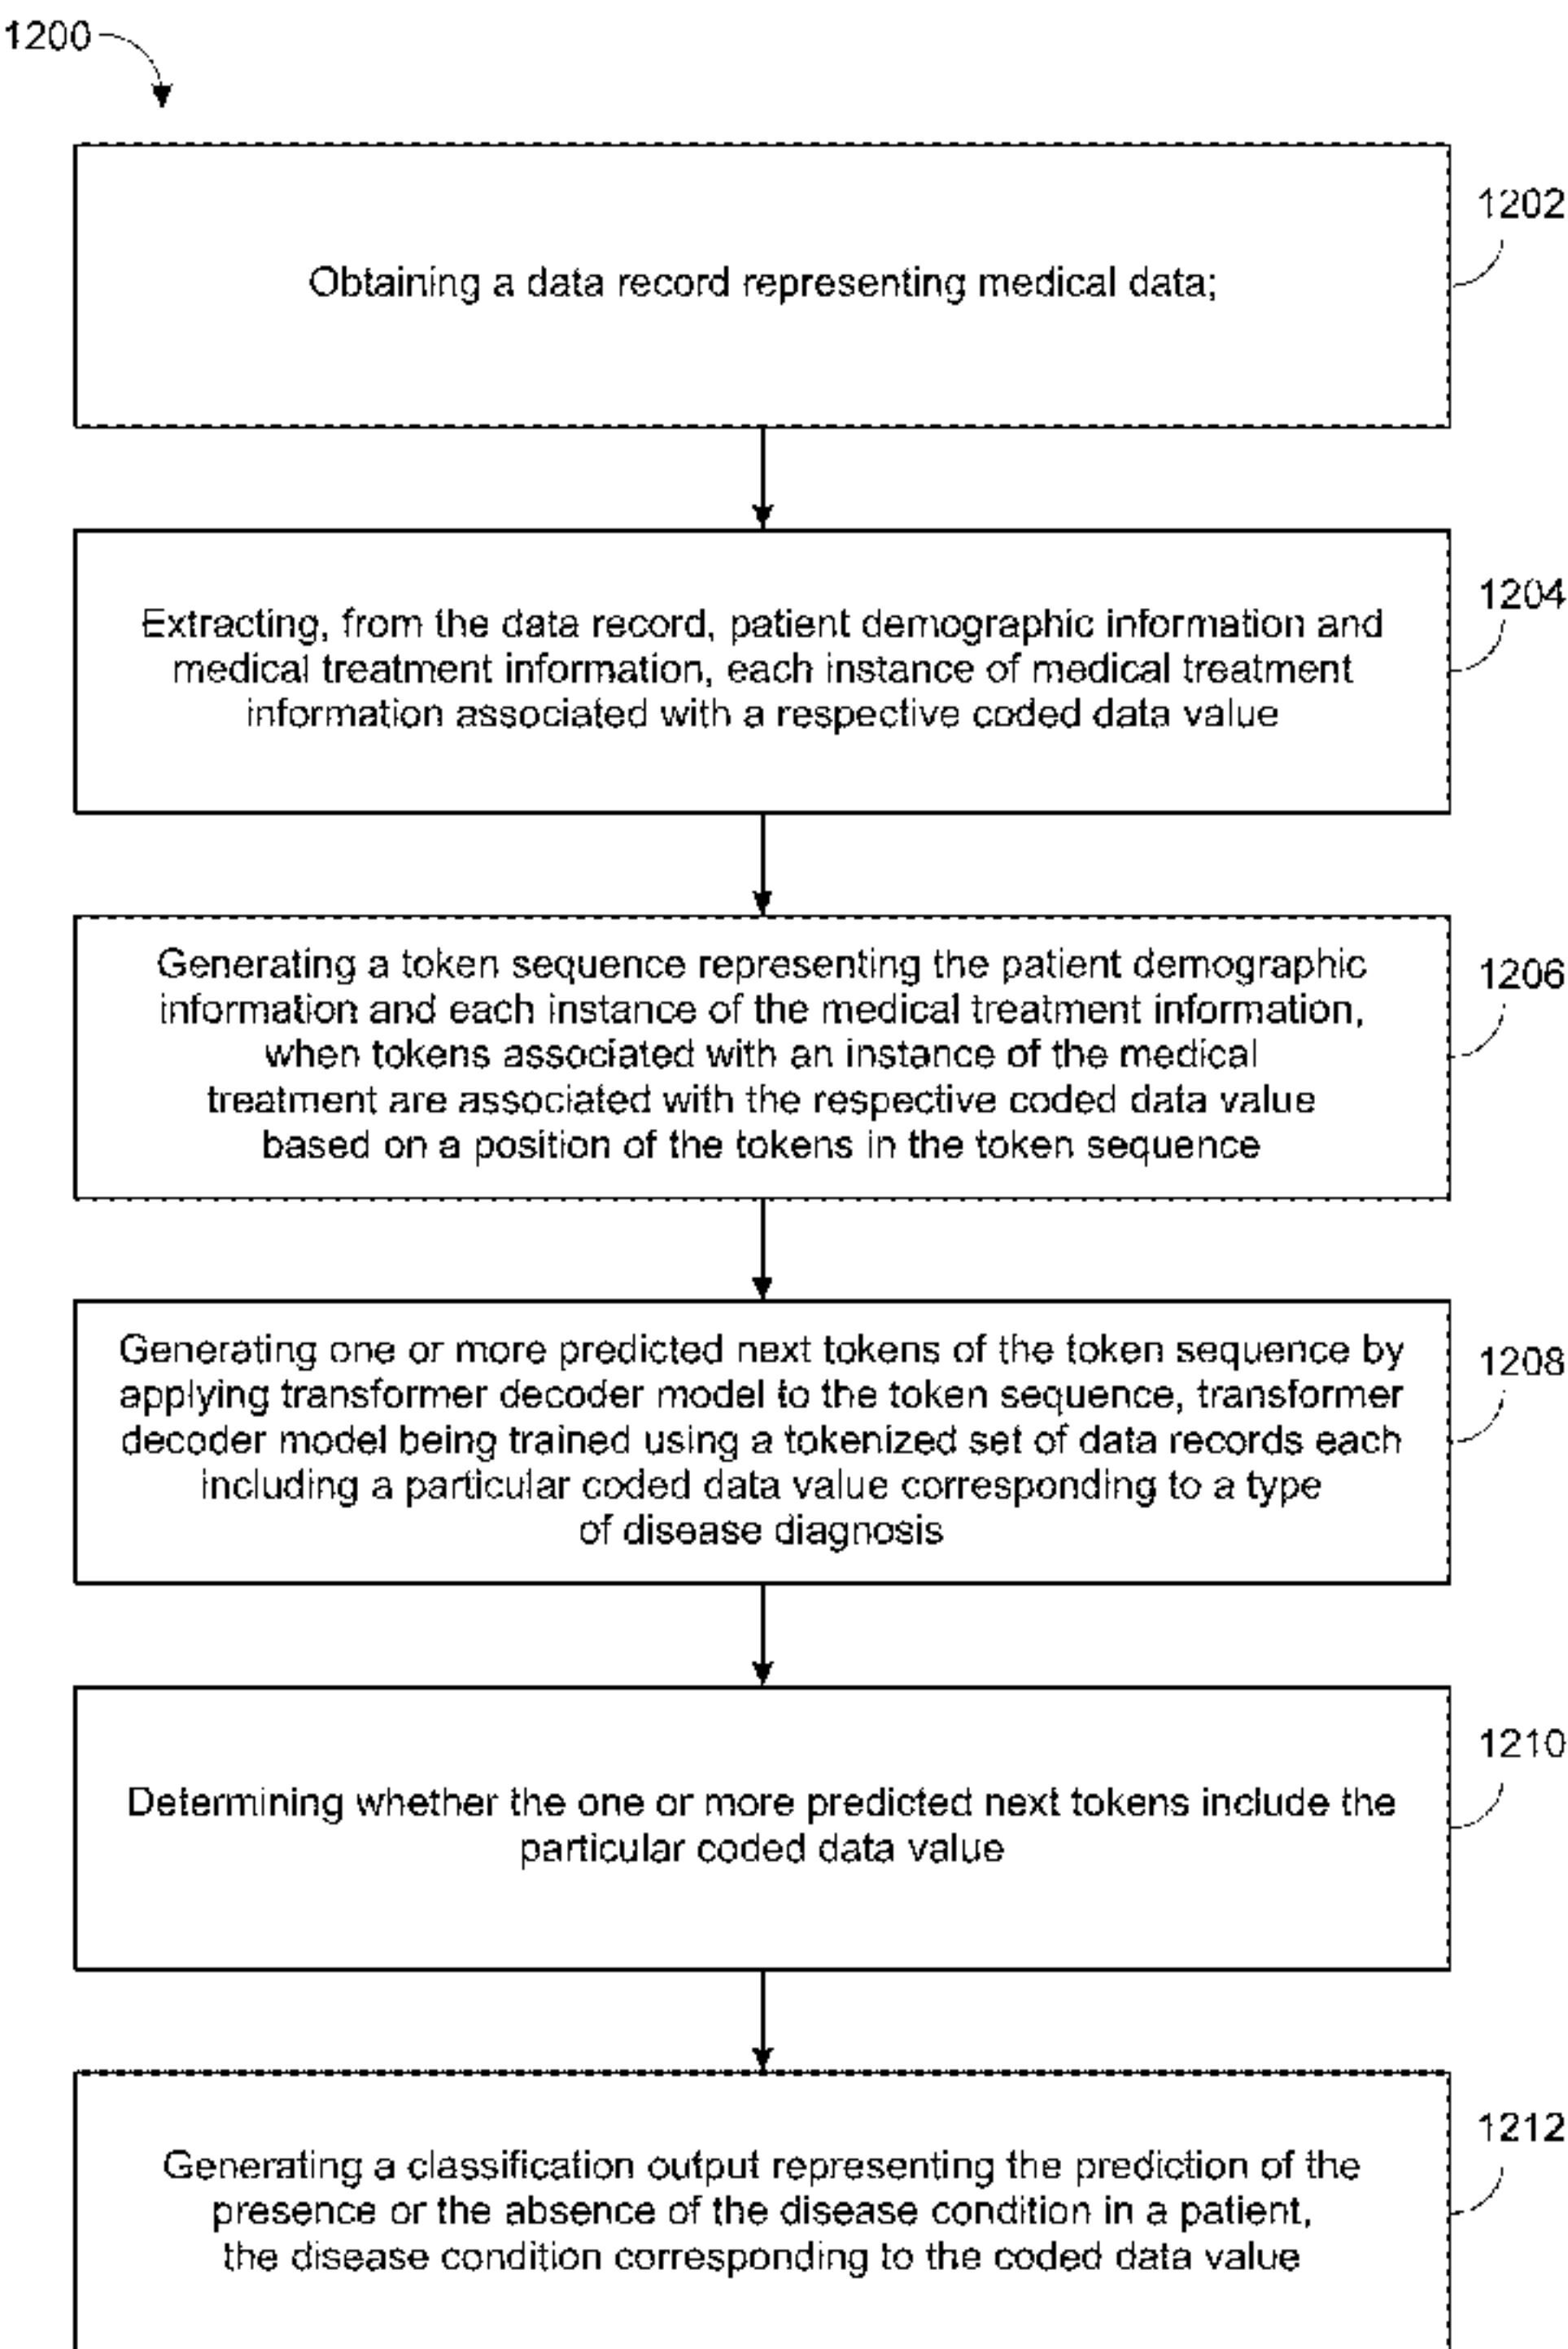 1200
1202
Obtaining a data record representing medical data;
1204
Extracting, from the data record, patient demographic information and
medical treatment information, each instance of medical treatment
information associated with a respective coded data value
1206
Generating a token sequence representing the patient demographic
information and each instance of the medical treatment information,
when tokens associated with an instance of the medical
treatment are associated with the respective coded data value
based on a position of the tokens in the token sequence
1208
Generating one or more predicted next tokens of the token sequence by
applying transformer decoder model to the token sequence, transformer
decoder model being trained using a tokenized set of data records each
including a particular coded data value corresponding to a type
of disease diagnosis
1210
Determining whether the one or more predicted next tokens include the
particular coded data value
1212
Generating a classification output representing the prediction of the
presence or the absence of the disease condition in a patient,
the disease condition corresponding to the coded data value